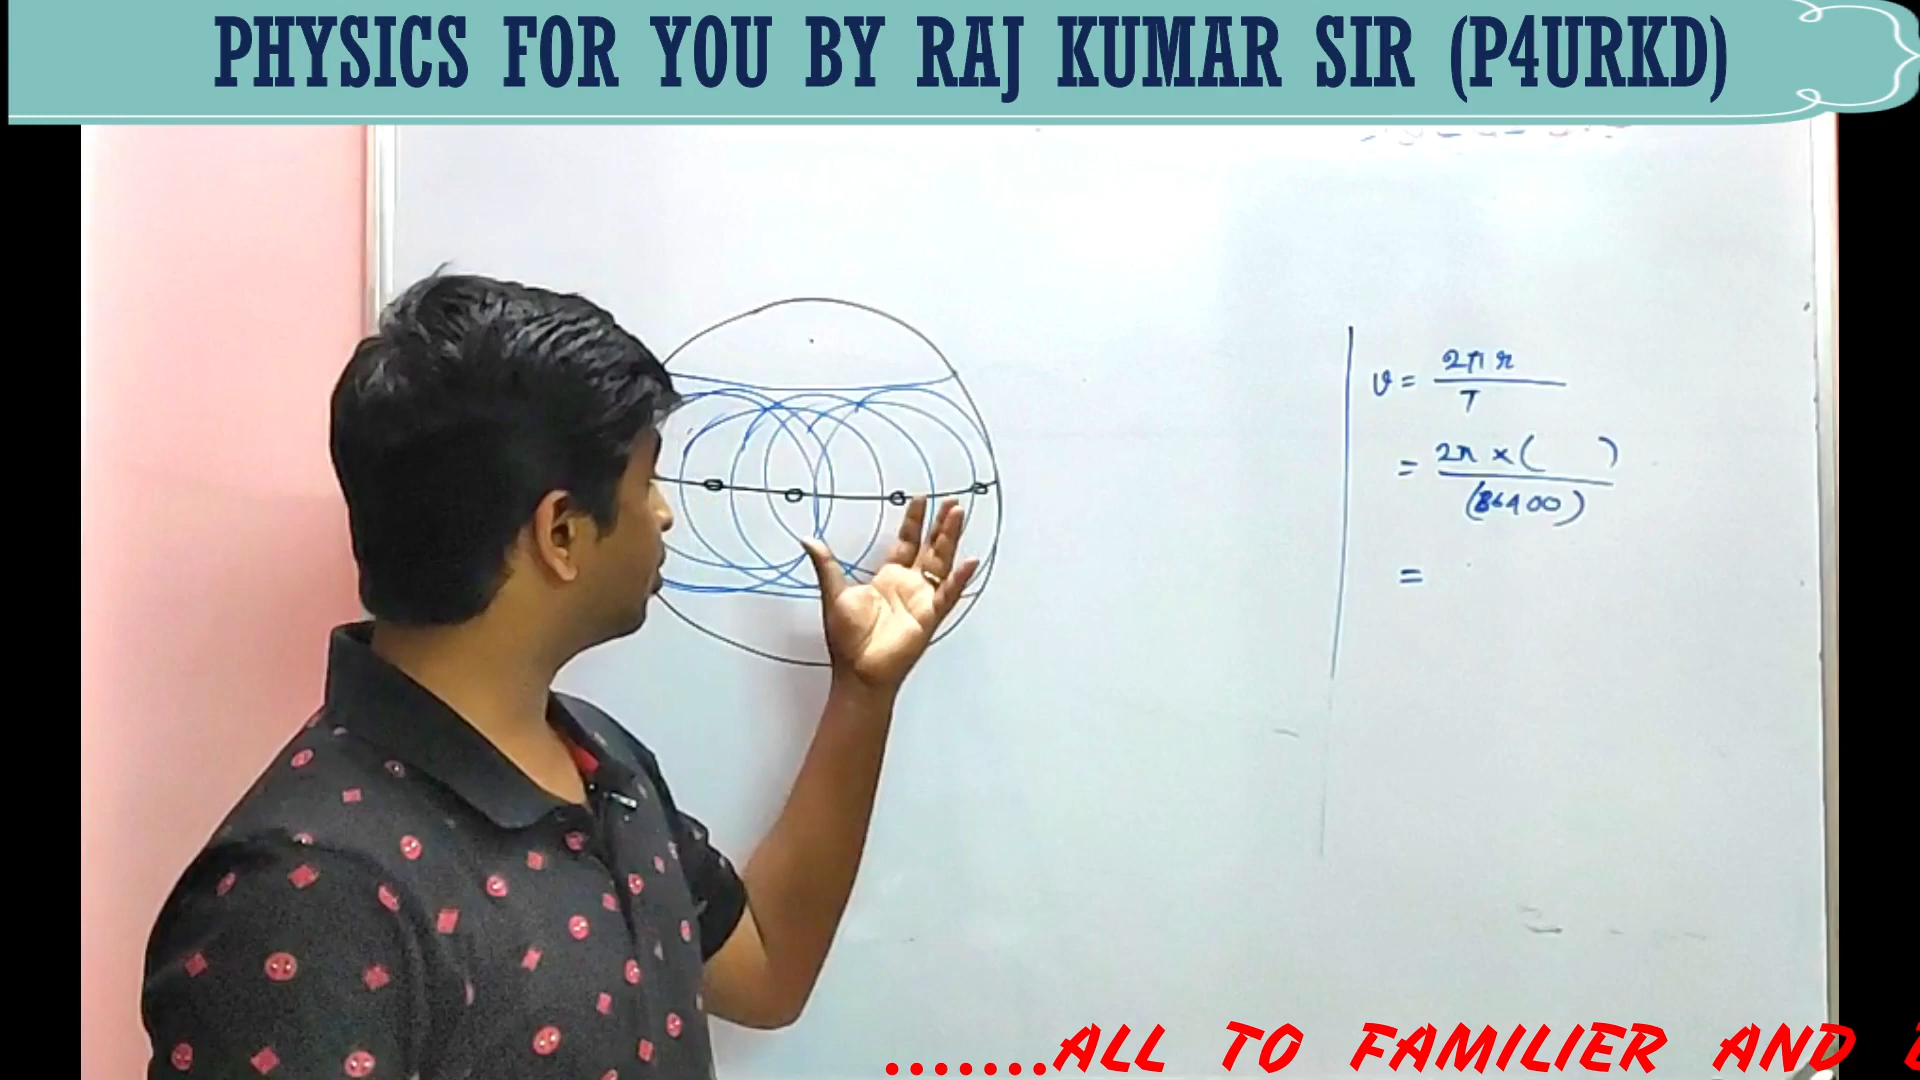 PHYSICS FOR YOU BY RAJ KUMAR SIR (P4URKD)
v = 2πr / T
= 2π × (   ) / (86400)
=
.......ALL TO FAMILIER AND